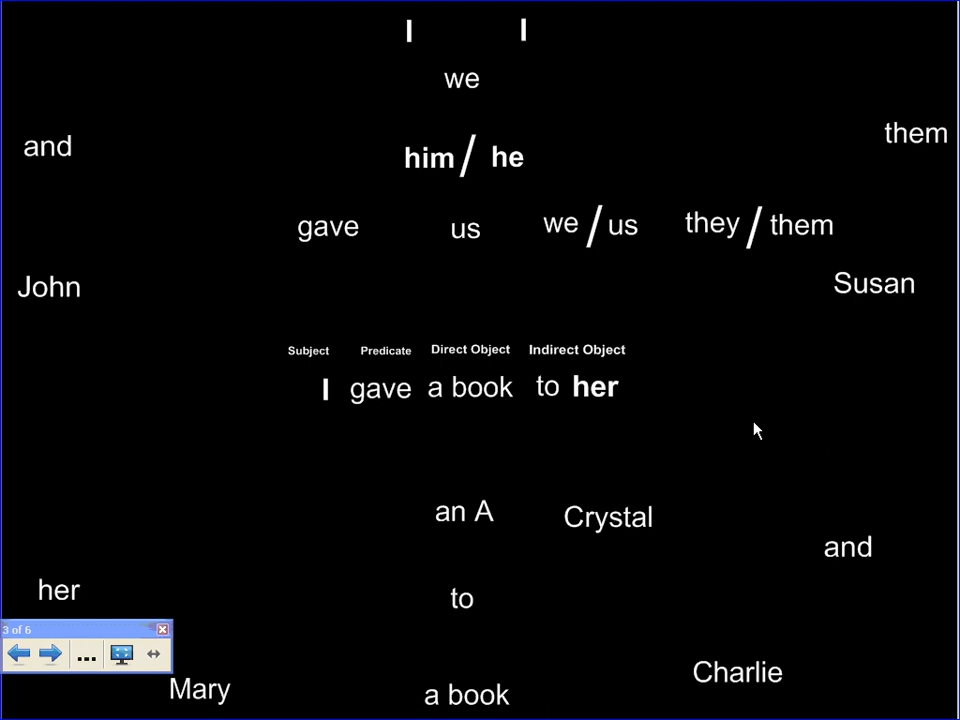 I I
we
and him / he them
gave us we / us they / them
John Susan
Subject Predicate Direct Object Indirect Object
I gave a book to her
an A Crystal
and
her to
3 of 6
...
Mary a book Charlie